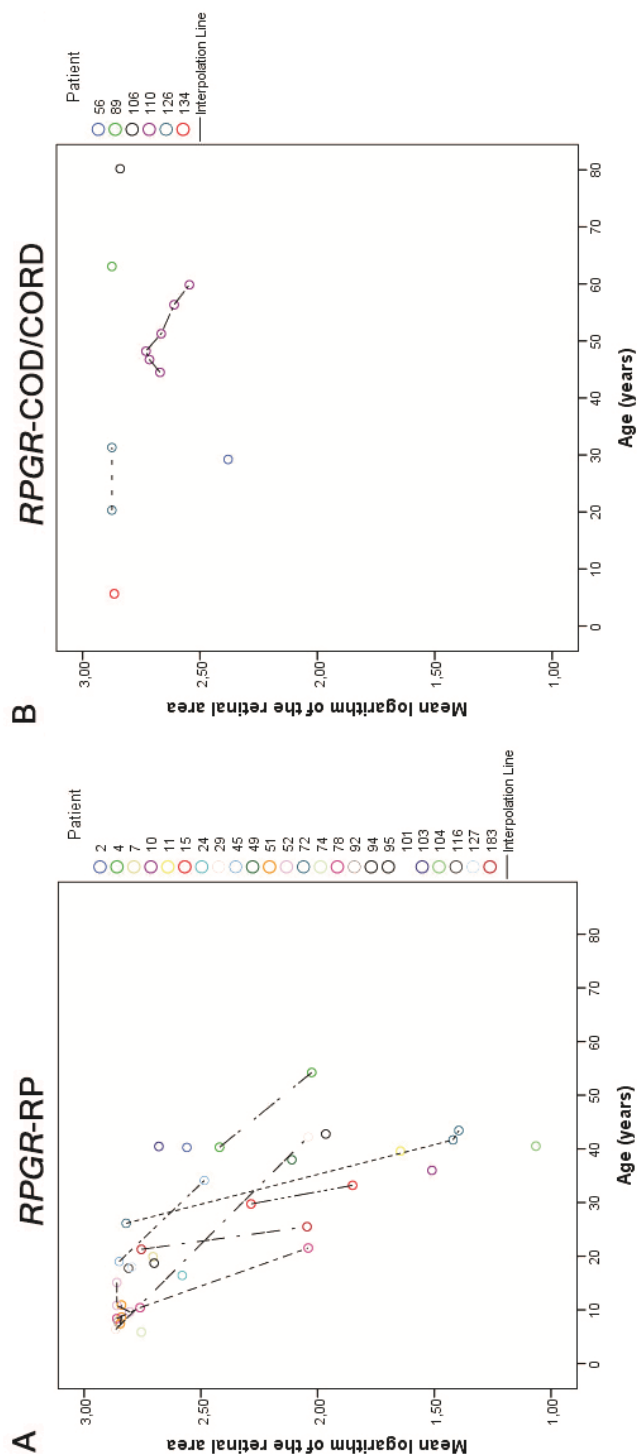 A
RPGR-RP
Mean logarithm of the retinal area
3,00
2,50
2,00
1,50
1,00
0 10 20 30 40 50 60 70 80
Age (years)
Patient
2
4
7
10
11
15
24
29
45
49
51
52
72
74
78
92
94
95
101
103
104
116
127
183
Interpolation Line
B
RPGR-COD/CORD
Mean logarithm of the retinal area
3,00
2,50
2,00
1,50
1,00
0 10 20 30 40 50 60 70 80
Age (years)
Patient
56
89
106
110
126
134
Interpolation Line